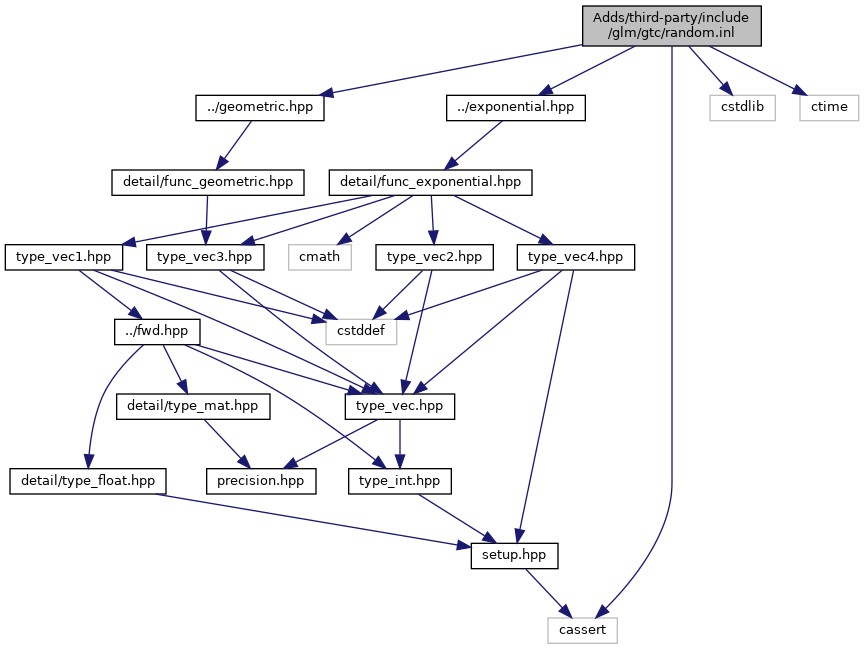 Adds/third-party/include
/glm/gtc/random.inl
../geometric.hpp
../exponential.hpp
cstdlib
ctime
detail/func_geometric.hpp
detail/func_exponential.hpp
type_vec1.hpp
type_vec3.hpp
cmath
type_vec2.hpp
type_vec4.hpp
../fwd.hpp
cstddef
detail/type_mat.hpp
type_vec.hpp
detail/type_float.hpp
precision.hpp
type_int.hpp
setup.hpp
cassert